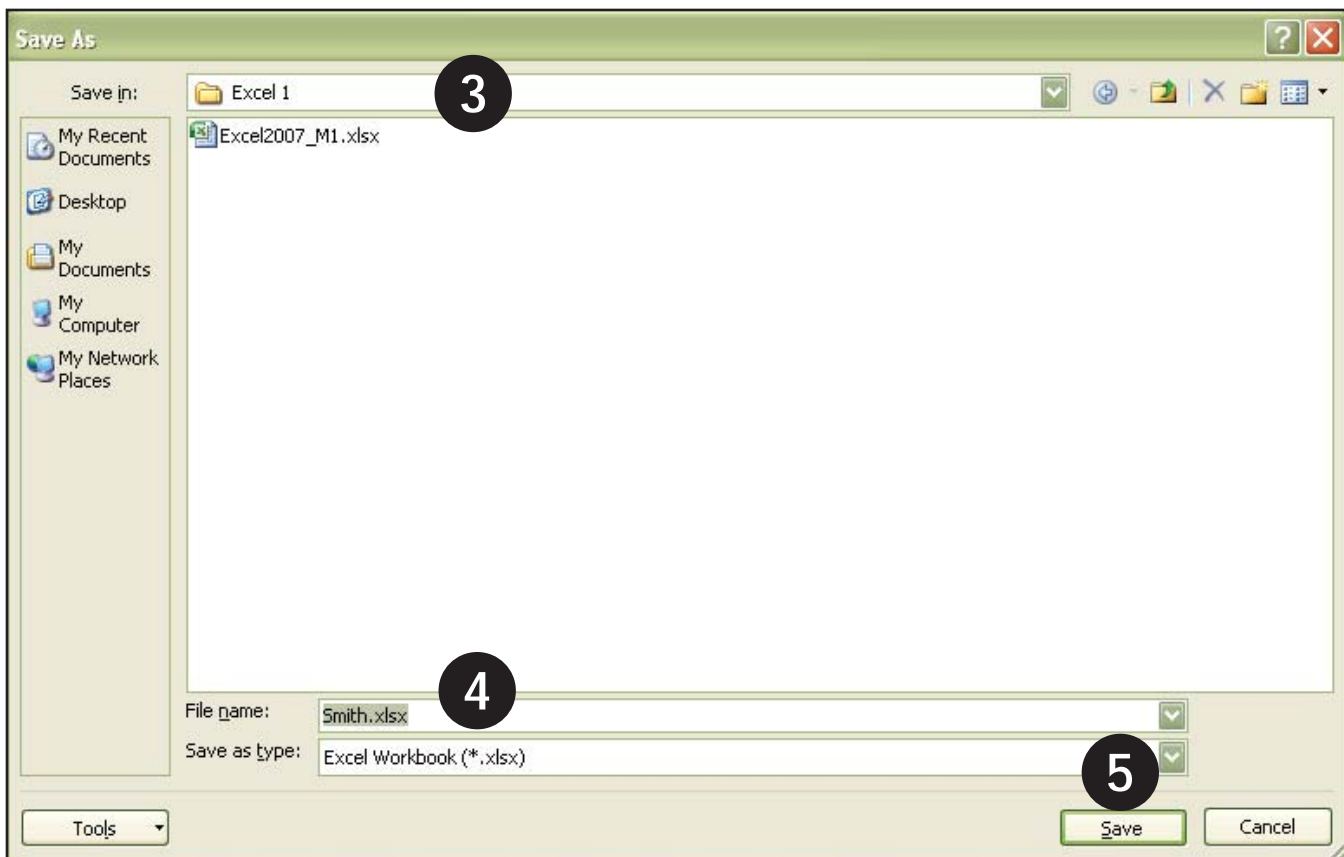 Save As
?
Save in:
Excel 1
3
My Recent
Documents
Desktop
My
Documents
My
Computer
My Network
Places
Excel2007_M1.xlsx
4
File name:
Smith.xlsx
Save as type:
Excel Workbook (*.xlsx)
5
Tools
Save
Cancel